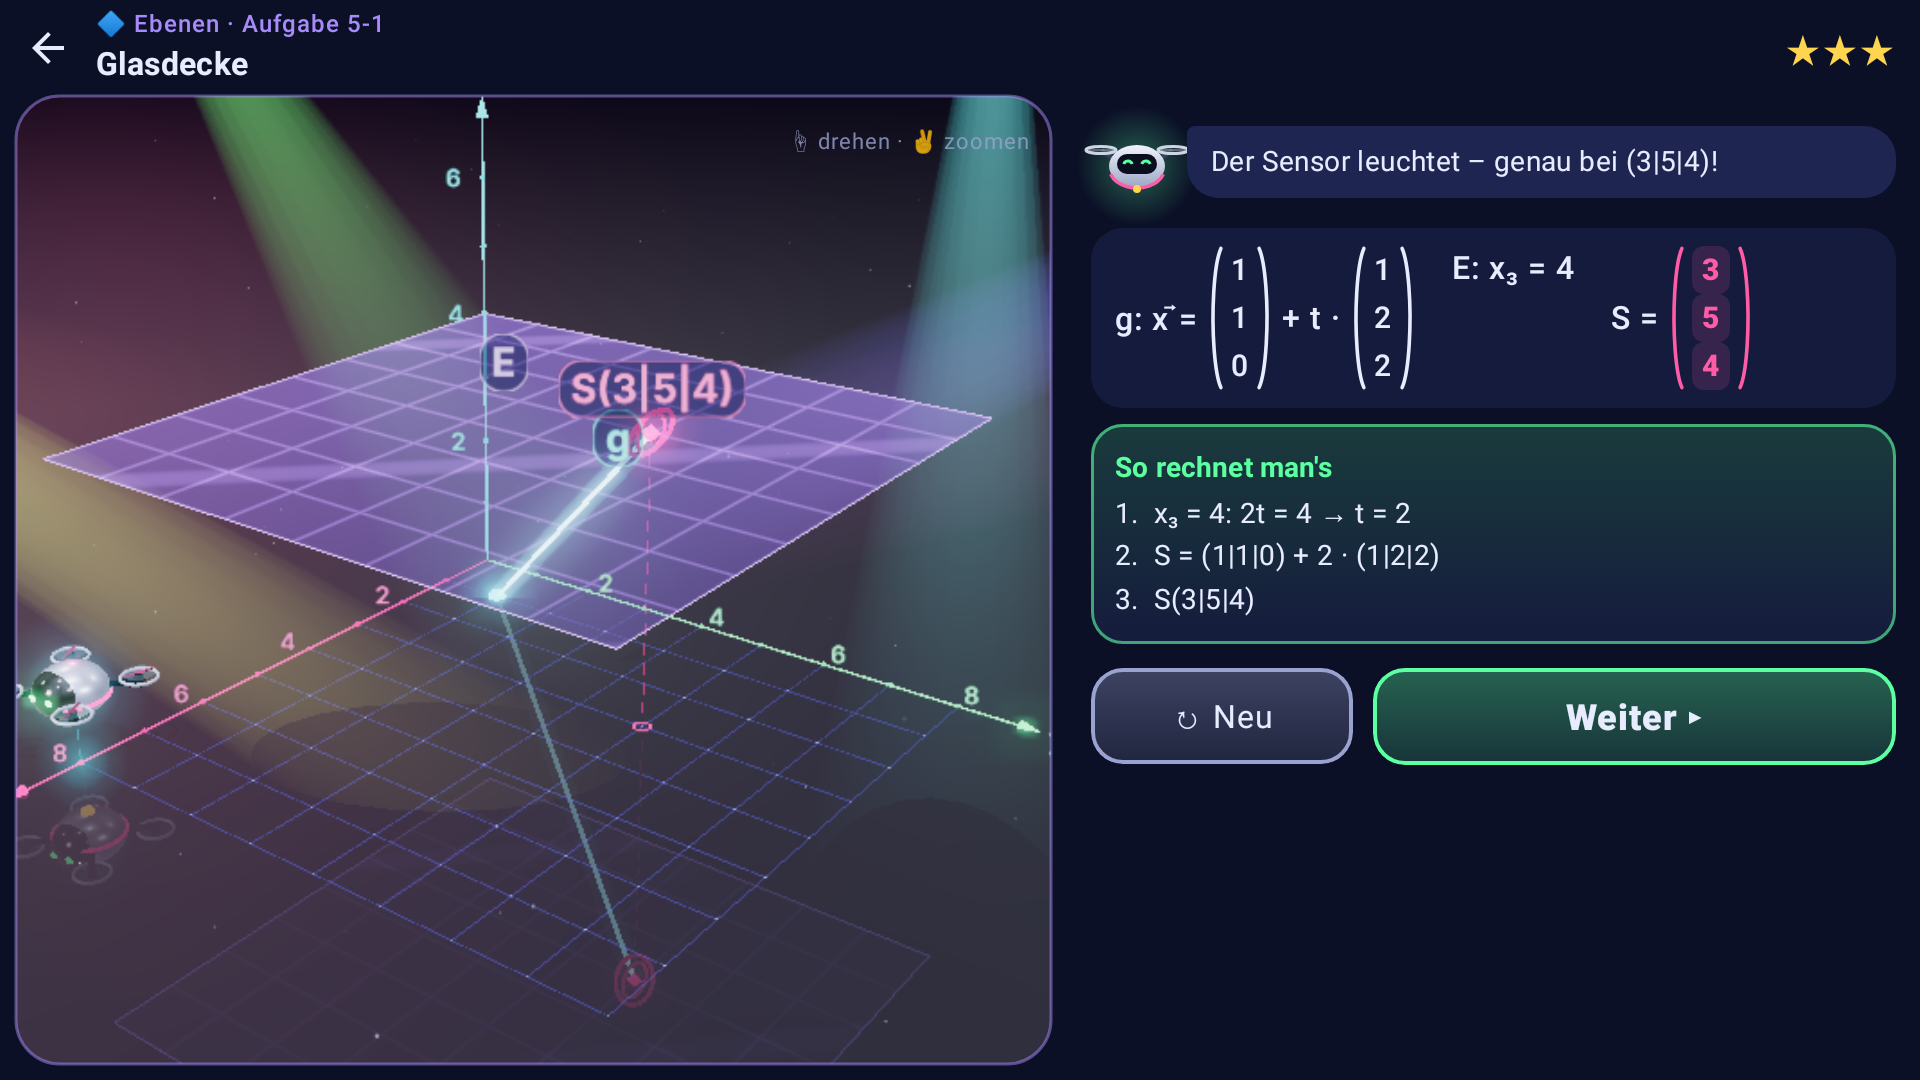 🔷 Ebenen · Aufgabe 5-1
Glasdecke
★★★
☝ drehen · ✌ zoomen
6
4
2
E
S(3|5|4)
g
2
4
6
8
2
4
6
8
Der Sensor leuchtet – genau bei (3|5|4)!
g: x⃗ = (1 1 0) + t · (1 2 2) E: x₃ = 4 S = (3 5 4)
So rechnet man's
1. x₃ = 4: 2t = 4 → t = 2
2. S = (1|1|0) + 2 · (1|2|2)
3. S(3|5|4)
↻ Neu
Weiter ▸